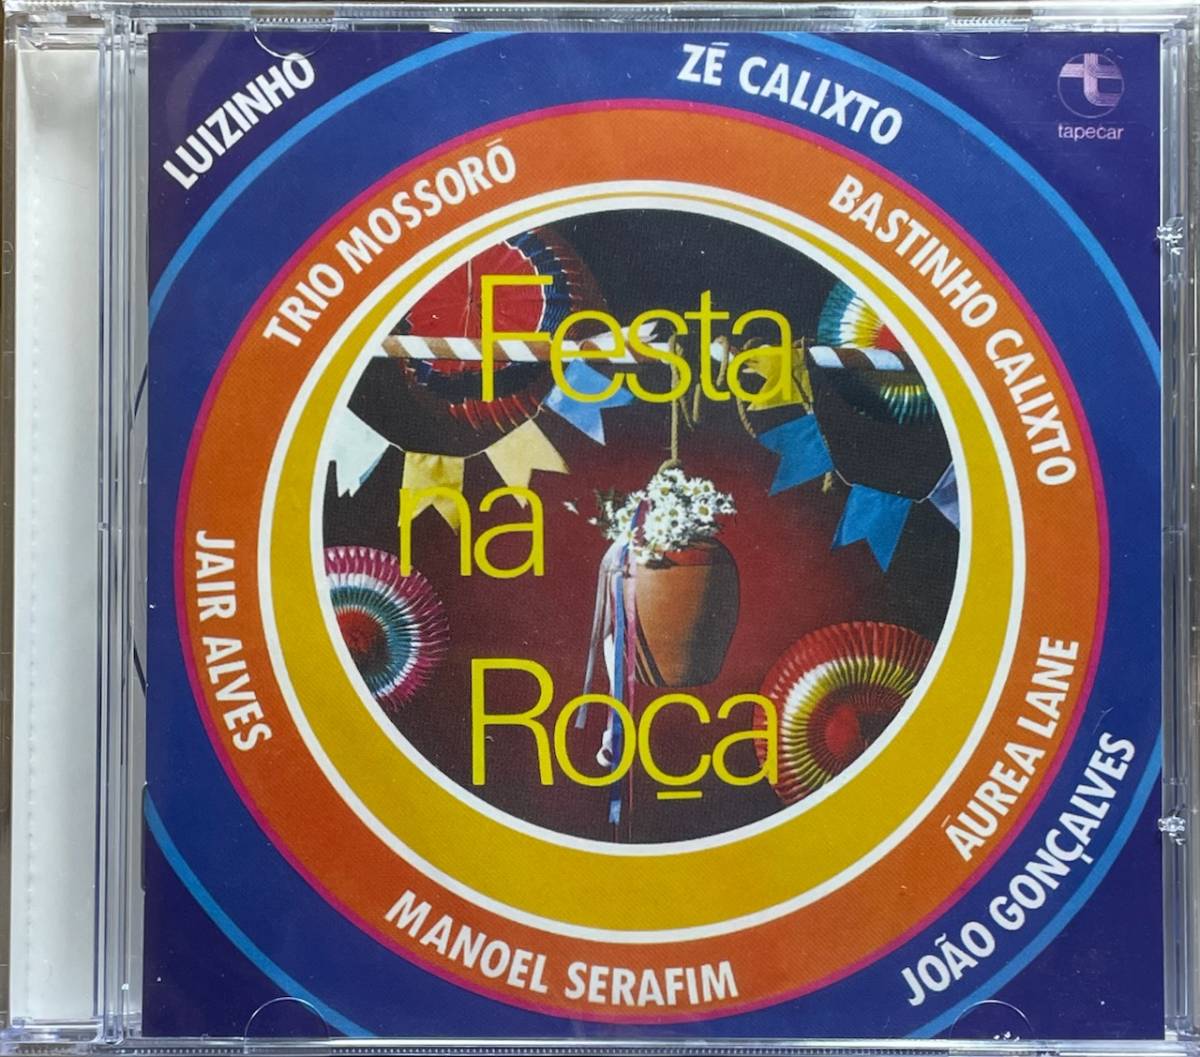 LUIZINHO
ZÉ CALIXTO
tapecar
TRIO MOSSORÓ
BASTINHO CALIXTO
Festa
na
Roça
JAIR ALVES
ÁUREA LANE
MANOEL SERAFIM
JOÃO GONÇALVES